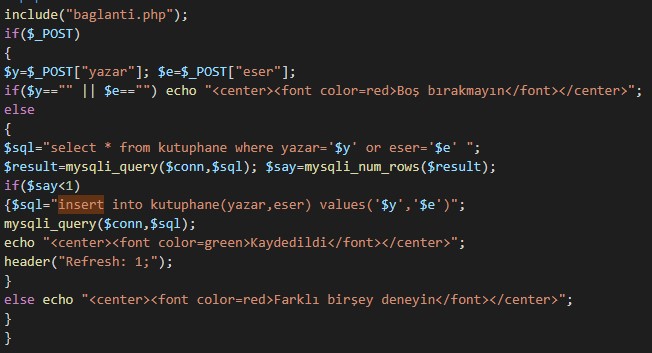 include("baglanti.php");
if($_POST)
{
$y=$_POST["yazar"]; $e=$_POST["eser"];
if($y=="" || $e=="") echo "<center><font color=red>Boş bırakmayın</font></center>";
else
{
$sql="select * from kutuphane where yazar='$y' or eser='$e' ";
$result=mysqli_query($conn,$sql); $say=mysqli_num_rows($result);
if($say<1)
{$sql="insert into kutuphane(yazar,eser) values('$y','$e')";
mysqli_query($conn,$sql);
echo "<center><font color=green>Kaydedildi</font></center>";
header("Refresh: 1;");
}
else echo "<center><font color=red>Farklı birşey deneyin</font></center>";
}
}